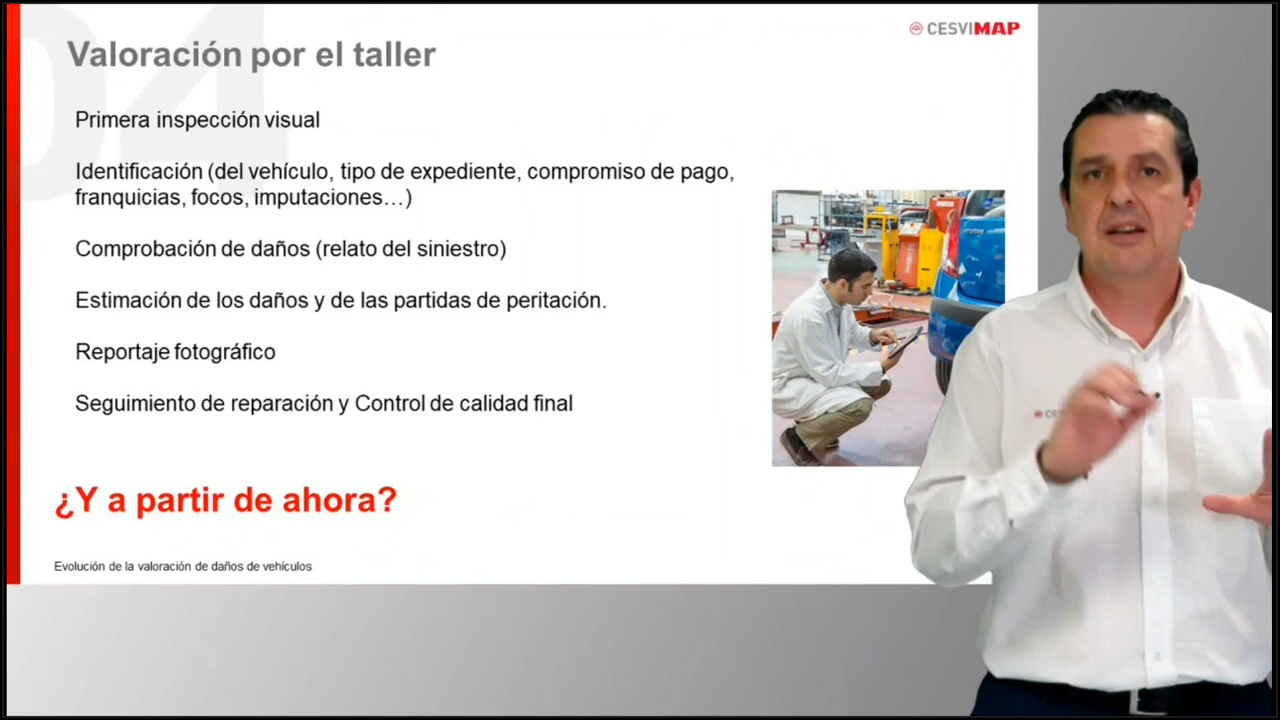 CESVIMAP
Valoración por el taller
Primera inspección visual
Identificación (del vehículo, tipo de expediente, compromiso de pago,
franquicias, focos, imputaciones…)
Comprobación de daños (relato del siniestro)
Estimación de los daños y de las partidas de peritación.
Reportaje fotográfico
Seguimiento de reparación y Control de calidad final
¿Y a partir de ahora?
Evolución de la valoración de daños de vehículos
04